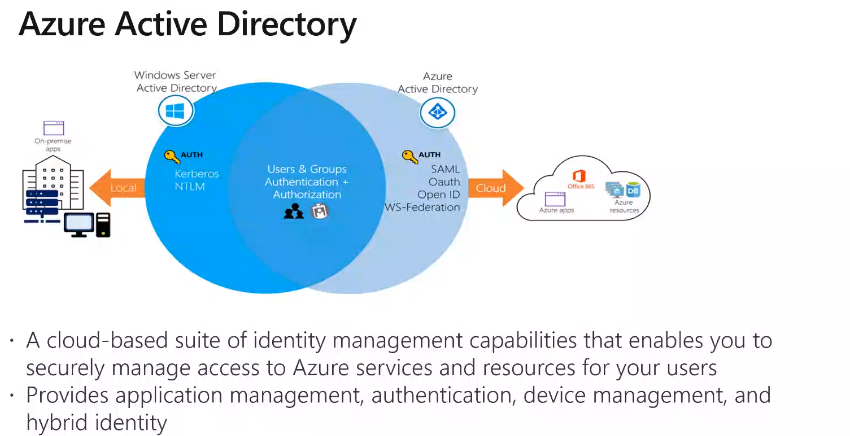 Azure Active Directory
Windows Server
Active Directory
Azure
Active Directory
On-premise
apps
AUTH
Kerberos
NTLM
Local
Users & Groups
Authentication +
Authorization
AUTH
SAML
Oauth
Open ID
WS-Federation
Cloud
Office 365
Azure apps
DB
Azure
resources
· A cloud-based suite of identity management capabilities that enables you to
securely manage access to Azure services and resources for your users
· Provides application management, authentication, device management, and
hybrid identity